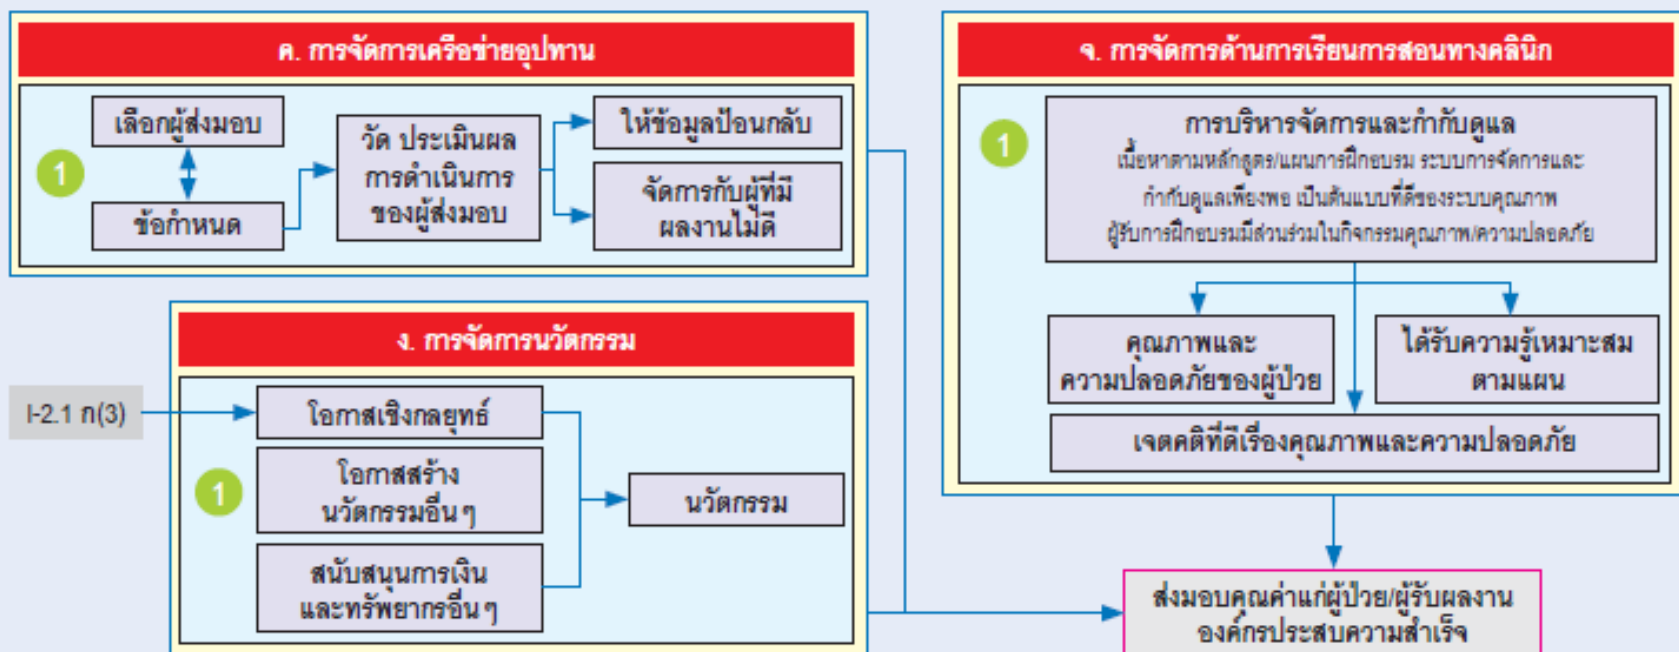 ค. การจัดการเครือข่ายอุปทาน
1
เลือกผู้ส่งมอบ
ข้อกำหนด
วัด ประเมินผล
การดำเนินการ
ของผู้ส่งมอบ
ให้ข้อมูลป้อนกลับ
จัดการกับผู้ที่มี
ผลงานไม่ดี
ง. การจัดการนวัตกรรม
I-2.1 ก(3)
1
โอกาสเชิงกลยุทธ์
โอกาสสร้าง
นวัตกรรมอื่นๆ
สนับสนุนการเงิน
และทรัพยากรอื่นๆ
นวัตกรรม
จ. การจัดการด้านการเรียนการสอนทางคลินิก
1
การบริหารจัดการและกำกับดูแล
เนื้อหาตามหลักสูตร/แผนการฝึกอบรม ระบบการจัดการและ
กำกับดูแลเพียงพอ เป็นต้นแบบที่ดีของระบบคุณภาพ
ผู้รับการฝึกอบรมมีส่วนร่วมในกิจกรรมคุณภาพ/ความปลอดภัย
คุณภาพและ
ความปลอดภัยของผู้ป่วย
ได้รับความรู้เหมาะสม
ตามแผน
เจตคติที่ดีเรื่องคุณภาพและความปลอดภัย
ส่งมอบคุณค่าแก่ผู้ป่วย/ผู้รับผลงาน
องค์กรประสบความสำเร็จ